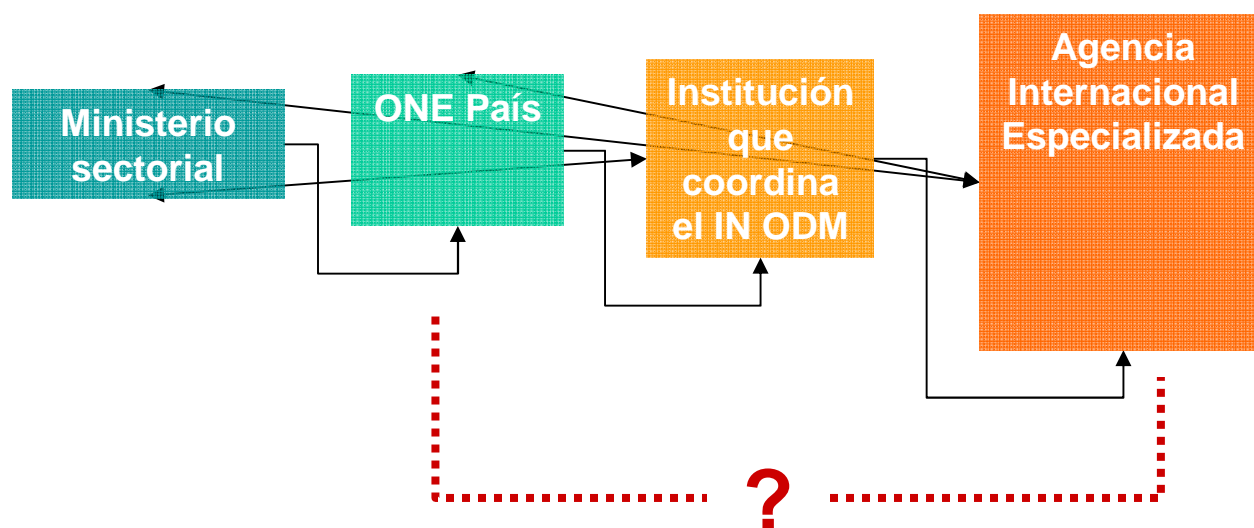 Ministerio
sectorial
ONE País
Institución
que
coordina
el IN ODM
Agencia
Internacional
Especializada
?